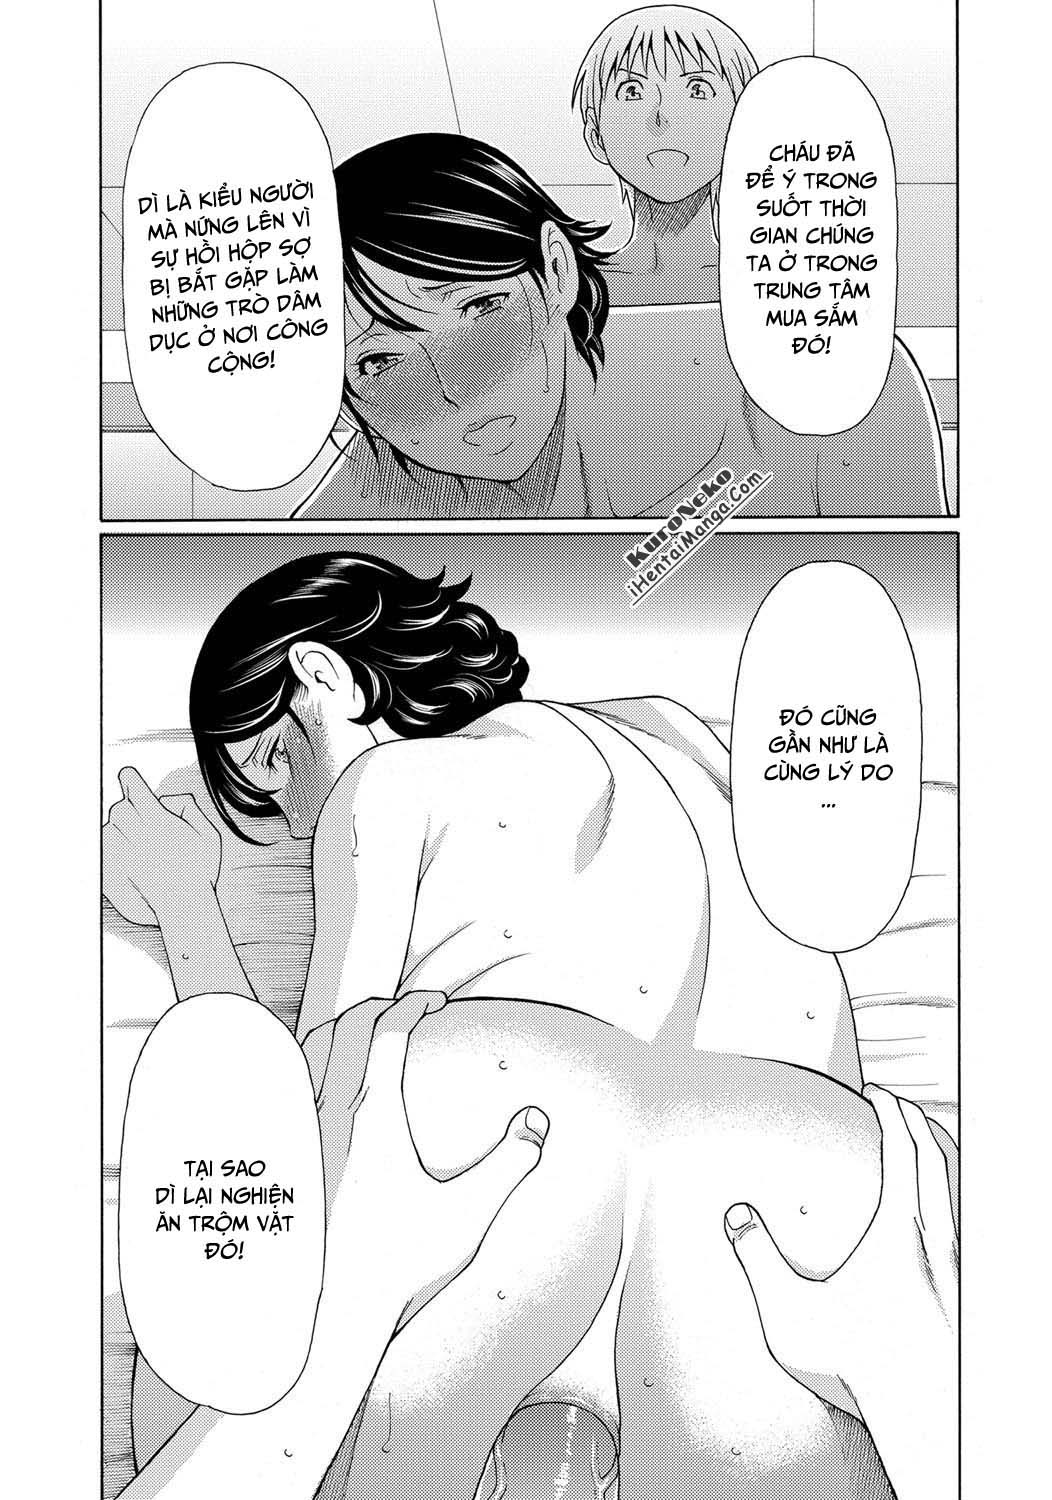 CHÁU ĐÃ
ĐỂ Ý TRONG
SUỐT THỜI
GIAN CHÚNG
TA Ở TRONG
TRUNG TÂM
MUA SẮM
ĐÓ!
DÌ LÀ KIỂU NGƯỜI
MÀ NỨNG LÊN VÌ
SỰ HỒI HỘP SỢ
BỊ BẮT GẶP LÀM
NHỮNG TRÒ DÂM
DỤC Ở NƠI CÔNG
CỘNG!
KuroNeko
iHentaiManga.Com
ĐÓ CŨNG
GẦN NHƯ LÀ
CÙNG LÝ DO
...
TẠI SAO
DÌ LẠI NGHIỆN
ĂN TRỘM VẶT
ĐÓ!